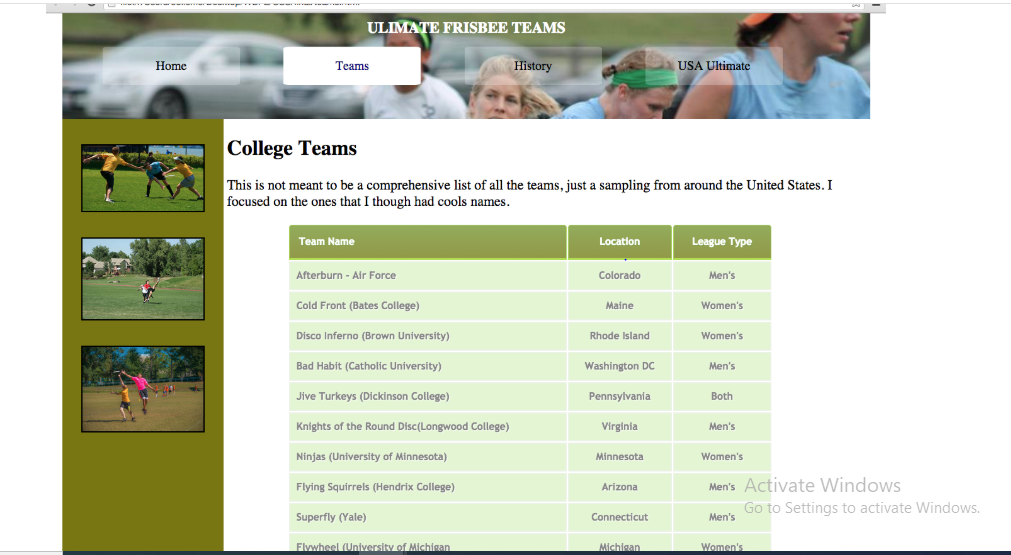 ULIMATE FRISBEE TEAMS
Home Teams History USA Ultimate
College Teams
This is not meant to be a comprehensive list of all the teams, just a sampling from around the United States. I
focused on the ones that I though had cools names.
Team Name Location League Type
Afterburn - Air Force Colorado Men's
Cold Front (Bates College) Maine Women's
Disco Inferno (Brown University) Rhode Island Women's
Bad Habit (Catholic University) Washington DC Men's
Jive Turkeys (Dickinson College) Pennsylvania Both
Knights of the Round Disc(Longwood College) Virginia Men's
Ninjas (University of Minnesota) Minnesota Women's
Flying Squirrels (Hendrix College) Arizona Men's
Superfly (Yale) Connecticut Men's
Flywheel (University of Michigan Michigan Women's
Activate Windows
Go to Settings to activate Windows.